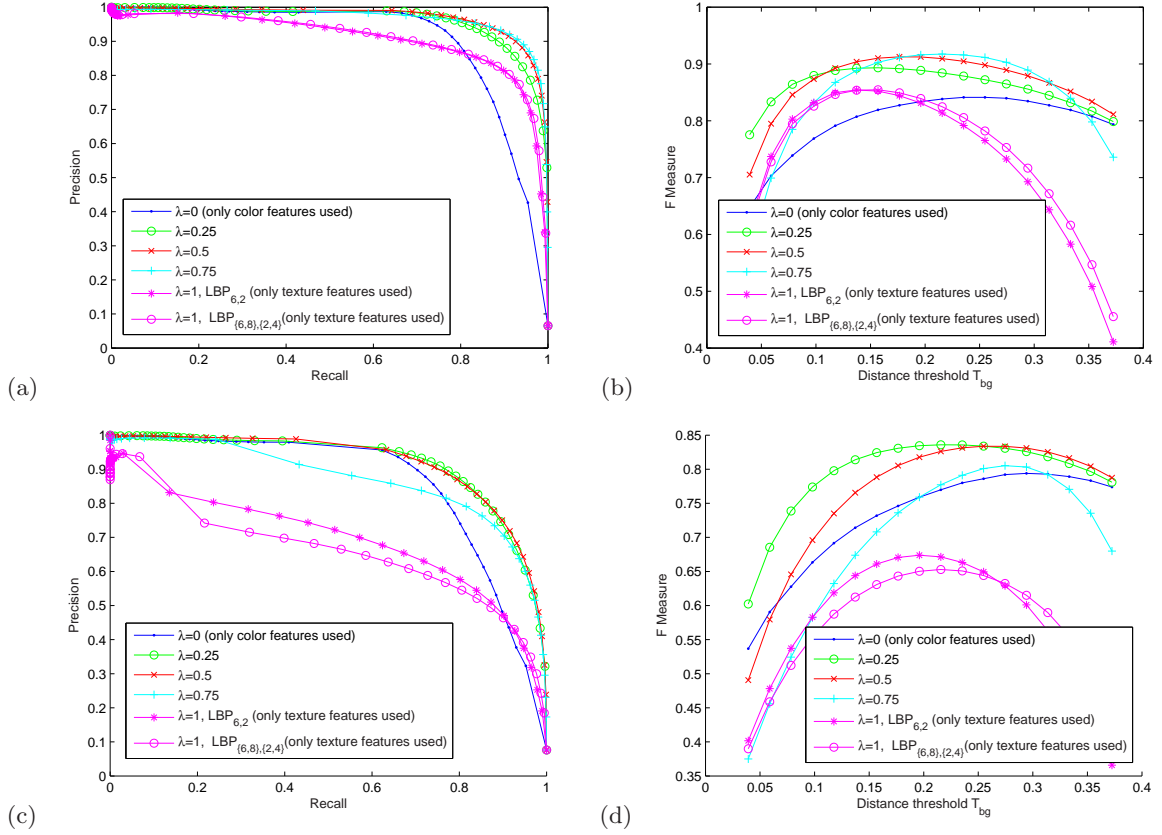 1
0.9
0.8
0.7
0.6
0.5
0.4
0.3
0.2
0.1
0
Precision
λ=0 (only color features used)
λ=0.25
λ=0.5
λ=0.75
λ=1, LBP6,2 (only texture features used)
λ=1, LBP{6,8},{2,4}(only texture features used)
0 0.2 0.4 0.6 0.8 1
Recall
(a)
1
0.9
0.8
0.7
0.6
0.5
0.4
F Measure
λ=0 (only color features used)
λ=0.25
λ=0.5
λ=0.75
λ=1, LBP6,2 (only texture features used)
λ=1, LBP{6,8},{2,4}(only texture features used)
0 0.05 0.1 0.15 0.2 0.25 0.3 0.35 0.4
Distance threshold Tbg
(b)
1
0.9
0.8
0.7
0.6
0.5
0.4
0.3
0.2
0.1
0
Precision
λ=0 (only color features used)
λ=0.25
λ=0.5
λ=0.75
λ=1, LBP6,2 (only texture features used)
λ=1, LBP{6,8},{2,4}(only texture features used)
0 0.2 0.4 0.6 0.8 1
Recall
(c)
0.85
0.8
0.75
0.7
0.65
0.6
0.55
0.5
0.45
0.4
0.35
F Measure
λ=0 (only color features used)
λ=0.25
λ=0.5
λ=0.75
λ=1, LBP6,2 (only texture features used)
λ=1, LBP{6,8},{2,4}(only texture features used)
0 0.05 0.1 0.15 0.2 0.25 0.3 0.35 0.4
Distance threshold Tbg
(d)